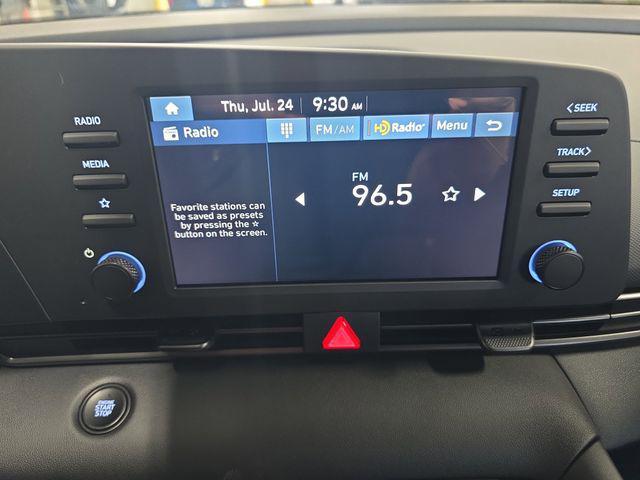 Thu, Jul. 24 9:30 AM
Radio FM/AM HD Radio Menu
RADIO
MEDIA
FM
96.5
Favorite stations can
be saved as presets
by pressing the ☆
button on the screen.
< SEEK
TRACK >
SETUP
ENGINE
START
STOP